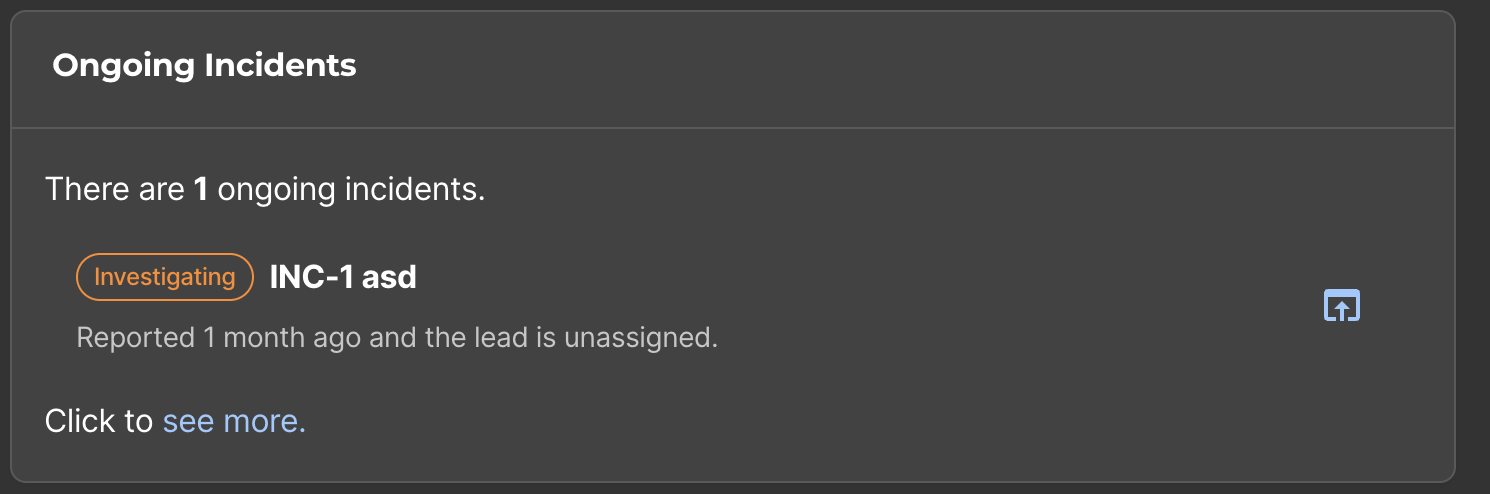 Ongoing Incidents
There are 1 ongoing incidents.
Investigating INC-1 asd
Reported 1 month ago and the lead is unassigned.
Click to see more.